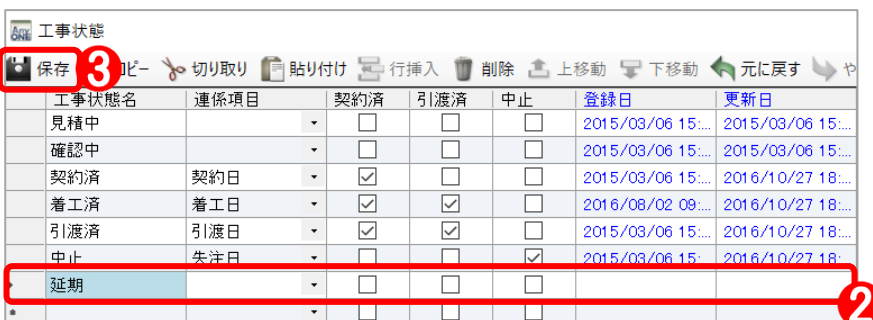 Any ONE 工事状態
保存 3 コピー 切り取り 貼り付け 行挿入 削除 上移動 下移動 元に戻す や
工事状態名 連係項目 契約済 引渡済 中止 登録日 更新日
見積中 2015/03/06 15:... 2015/03/06 15:...
確認中 2015/03/06 15:... 2015/03/06 15:...
契約済 契約日 2015/03/06 15:... 2016/10/27 18:...
着工済 着工日 2016/08/02 09:... 2016/10/27 18:...
引渡済 引渡日 2015/03/06 15:... 2016/10/27 18:...
中止 失注日 2015/03/06 15: 2016/10/27 18:
延期
2
*